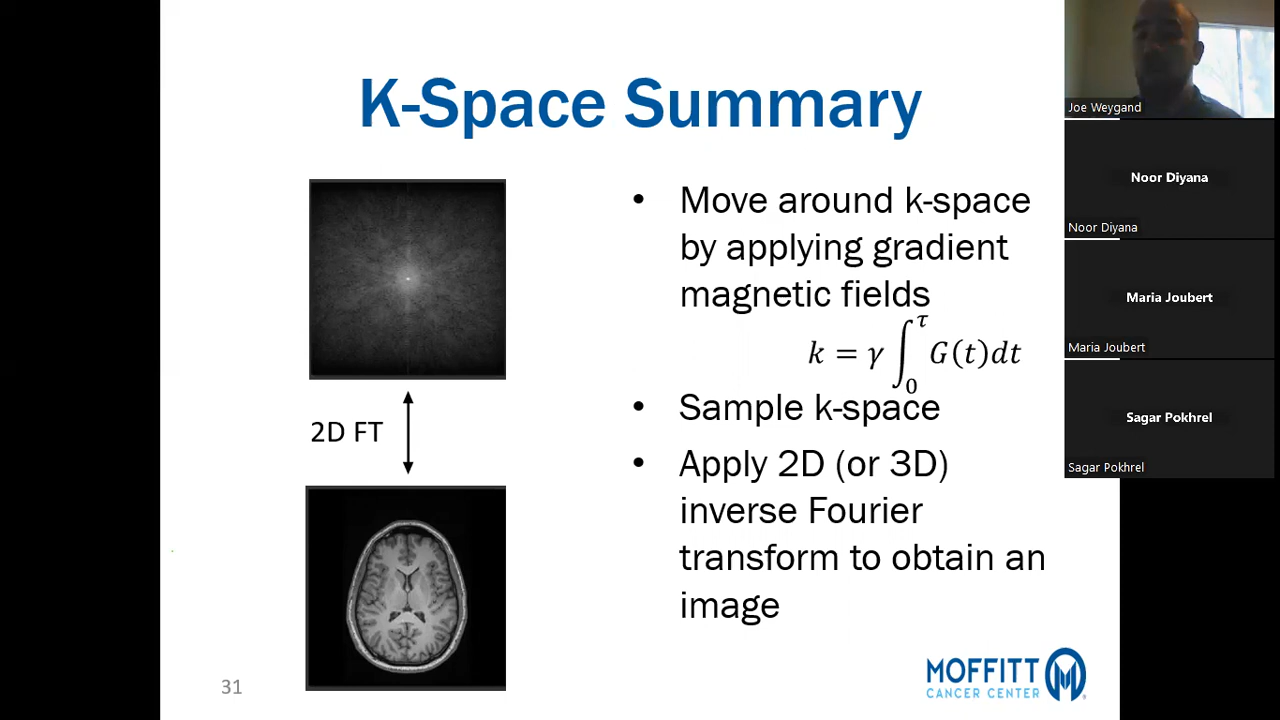 K-Space Summary
• Move around k-space
by applying gradient
magnetic fields
k = γ ∫₀^τ G(t)dt
• Sample k-space
• Apply 2D (or 3D)
inverse Fourier
transform to obtain an
image
2D FT
31
MOFFITT
CANCER CENTER
Joe Weygand
Noor Diyana
Noor Diyana
Maria Joubert
Maria Joubert
Sagar Pokhrel
Sagar Pokhrel